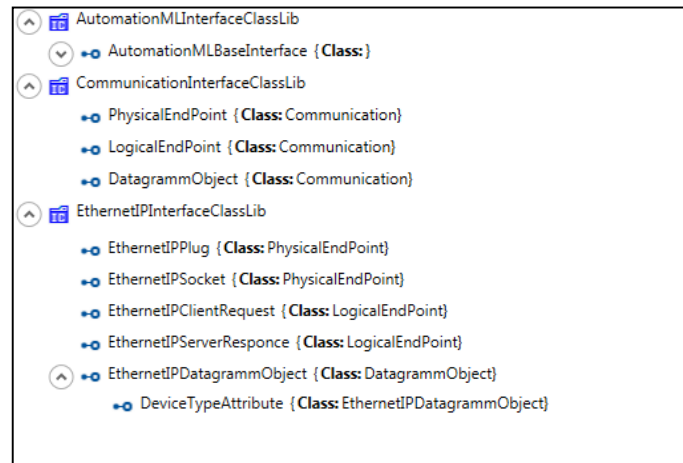 AutomationMLInterfaceClassLib
AutomationMLBaseInterface {Class: }
CommunicationInterfaceClassLib
PhysicalEndPoint {Class: Communication}
LogicalEndPoint {Class: Communication}
DatagrammObject {Class: Communication}
EthernetIPInterfaceClassLib
EthernetIPPlug {Class: PhysicalEndPoint}
EthernetIPSocket {Class: PhysicalEndPoint}
EthernetIPClientRequest {Class: LogicalEndPoint}
EthernetIPServerResponce {Class: LogicalEndPoint}
EthernetIPDatagrammObject {Class: DatagrammObject}
DeviceTypeAttribute {Class: EthernetIPDatagrammObject}